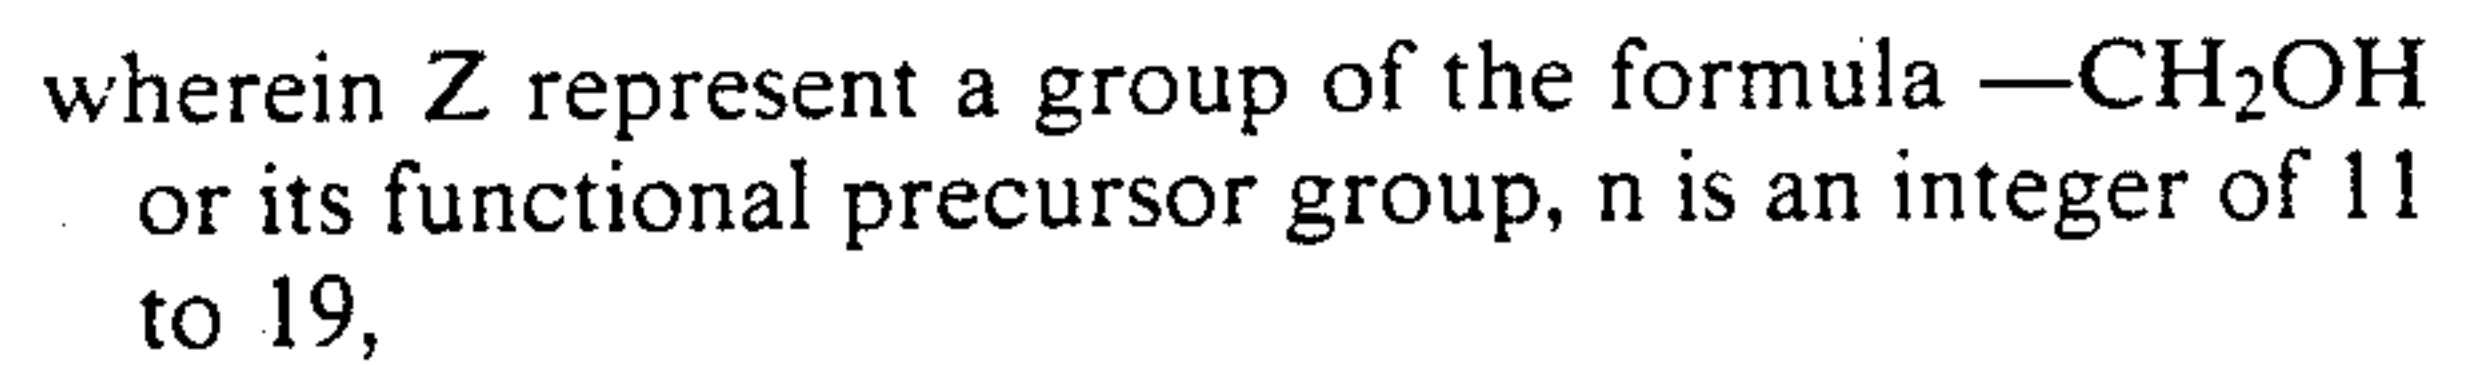 wherein Z represent a group of the formula —CH₂OH
or its functional precursor group, n is an integer of 11
to 19,